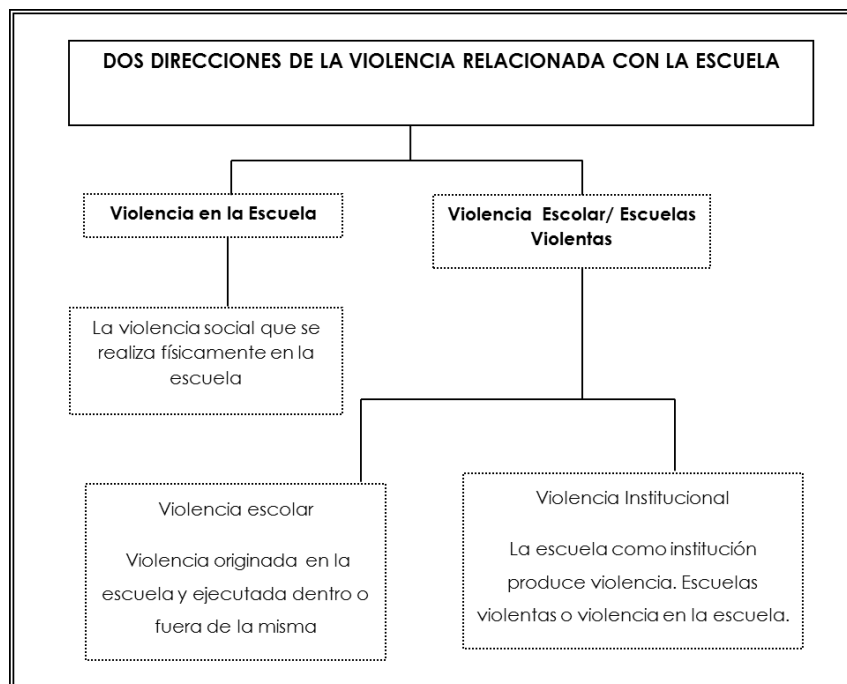 DOS DIRECCIONES DE LA VIOLENCIA RELACIONADA CON LA ESCUELA
Violencia en la Escuela
Violencia Escolar/ Escuelas
Violentas
La violencia social que se
realiza físicamente en la
escuela
Violencia escolar
Violencia originada en la
escuela y ejecutada dentro o
fuera de la misma
Violencia Institucional
La escuela como institución
produce violencia. Escuelas
violentas o violencia en la escuela.